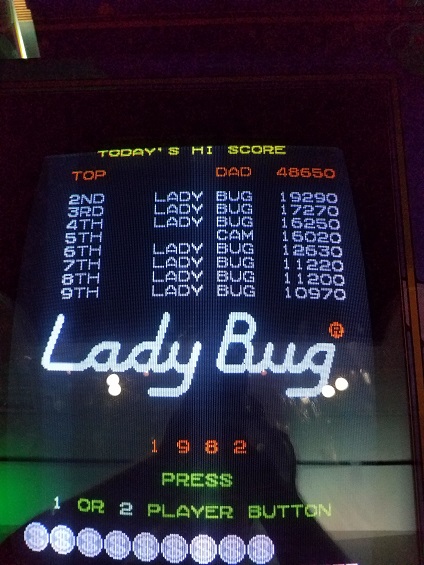 TODAY'S HI SCORE
TOP DAD 48650
2ND LADY BUG 19290
3RD LADY BUG 17270
4TH LADY BUG 16250
5TH CAM 15020
6TH LADY BUG 12530
7TH LADY BUG 11220
8TH LADY BUG 11200
9TH LADY BUG 10970
Lady Bug ®
1982
PRESS
1 OR 2 PLAYER BUTTON
$ $ $ $ $ $ $ $ $